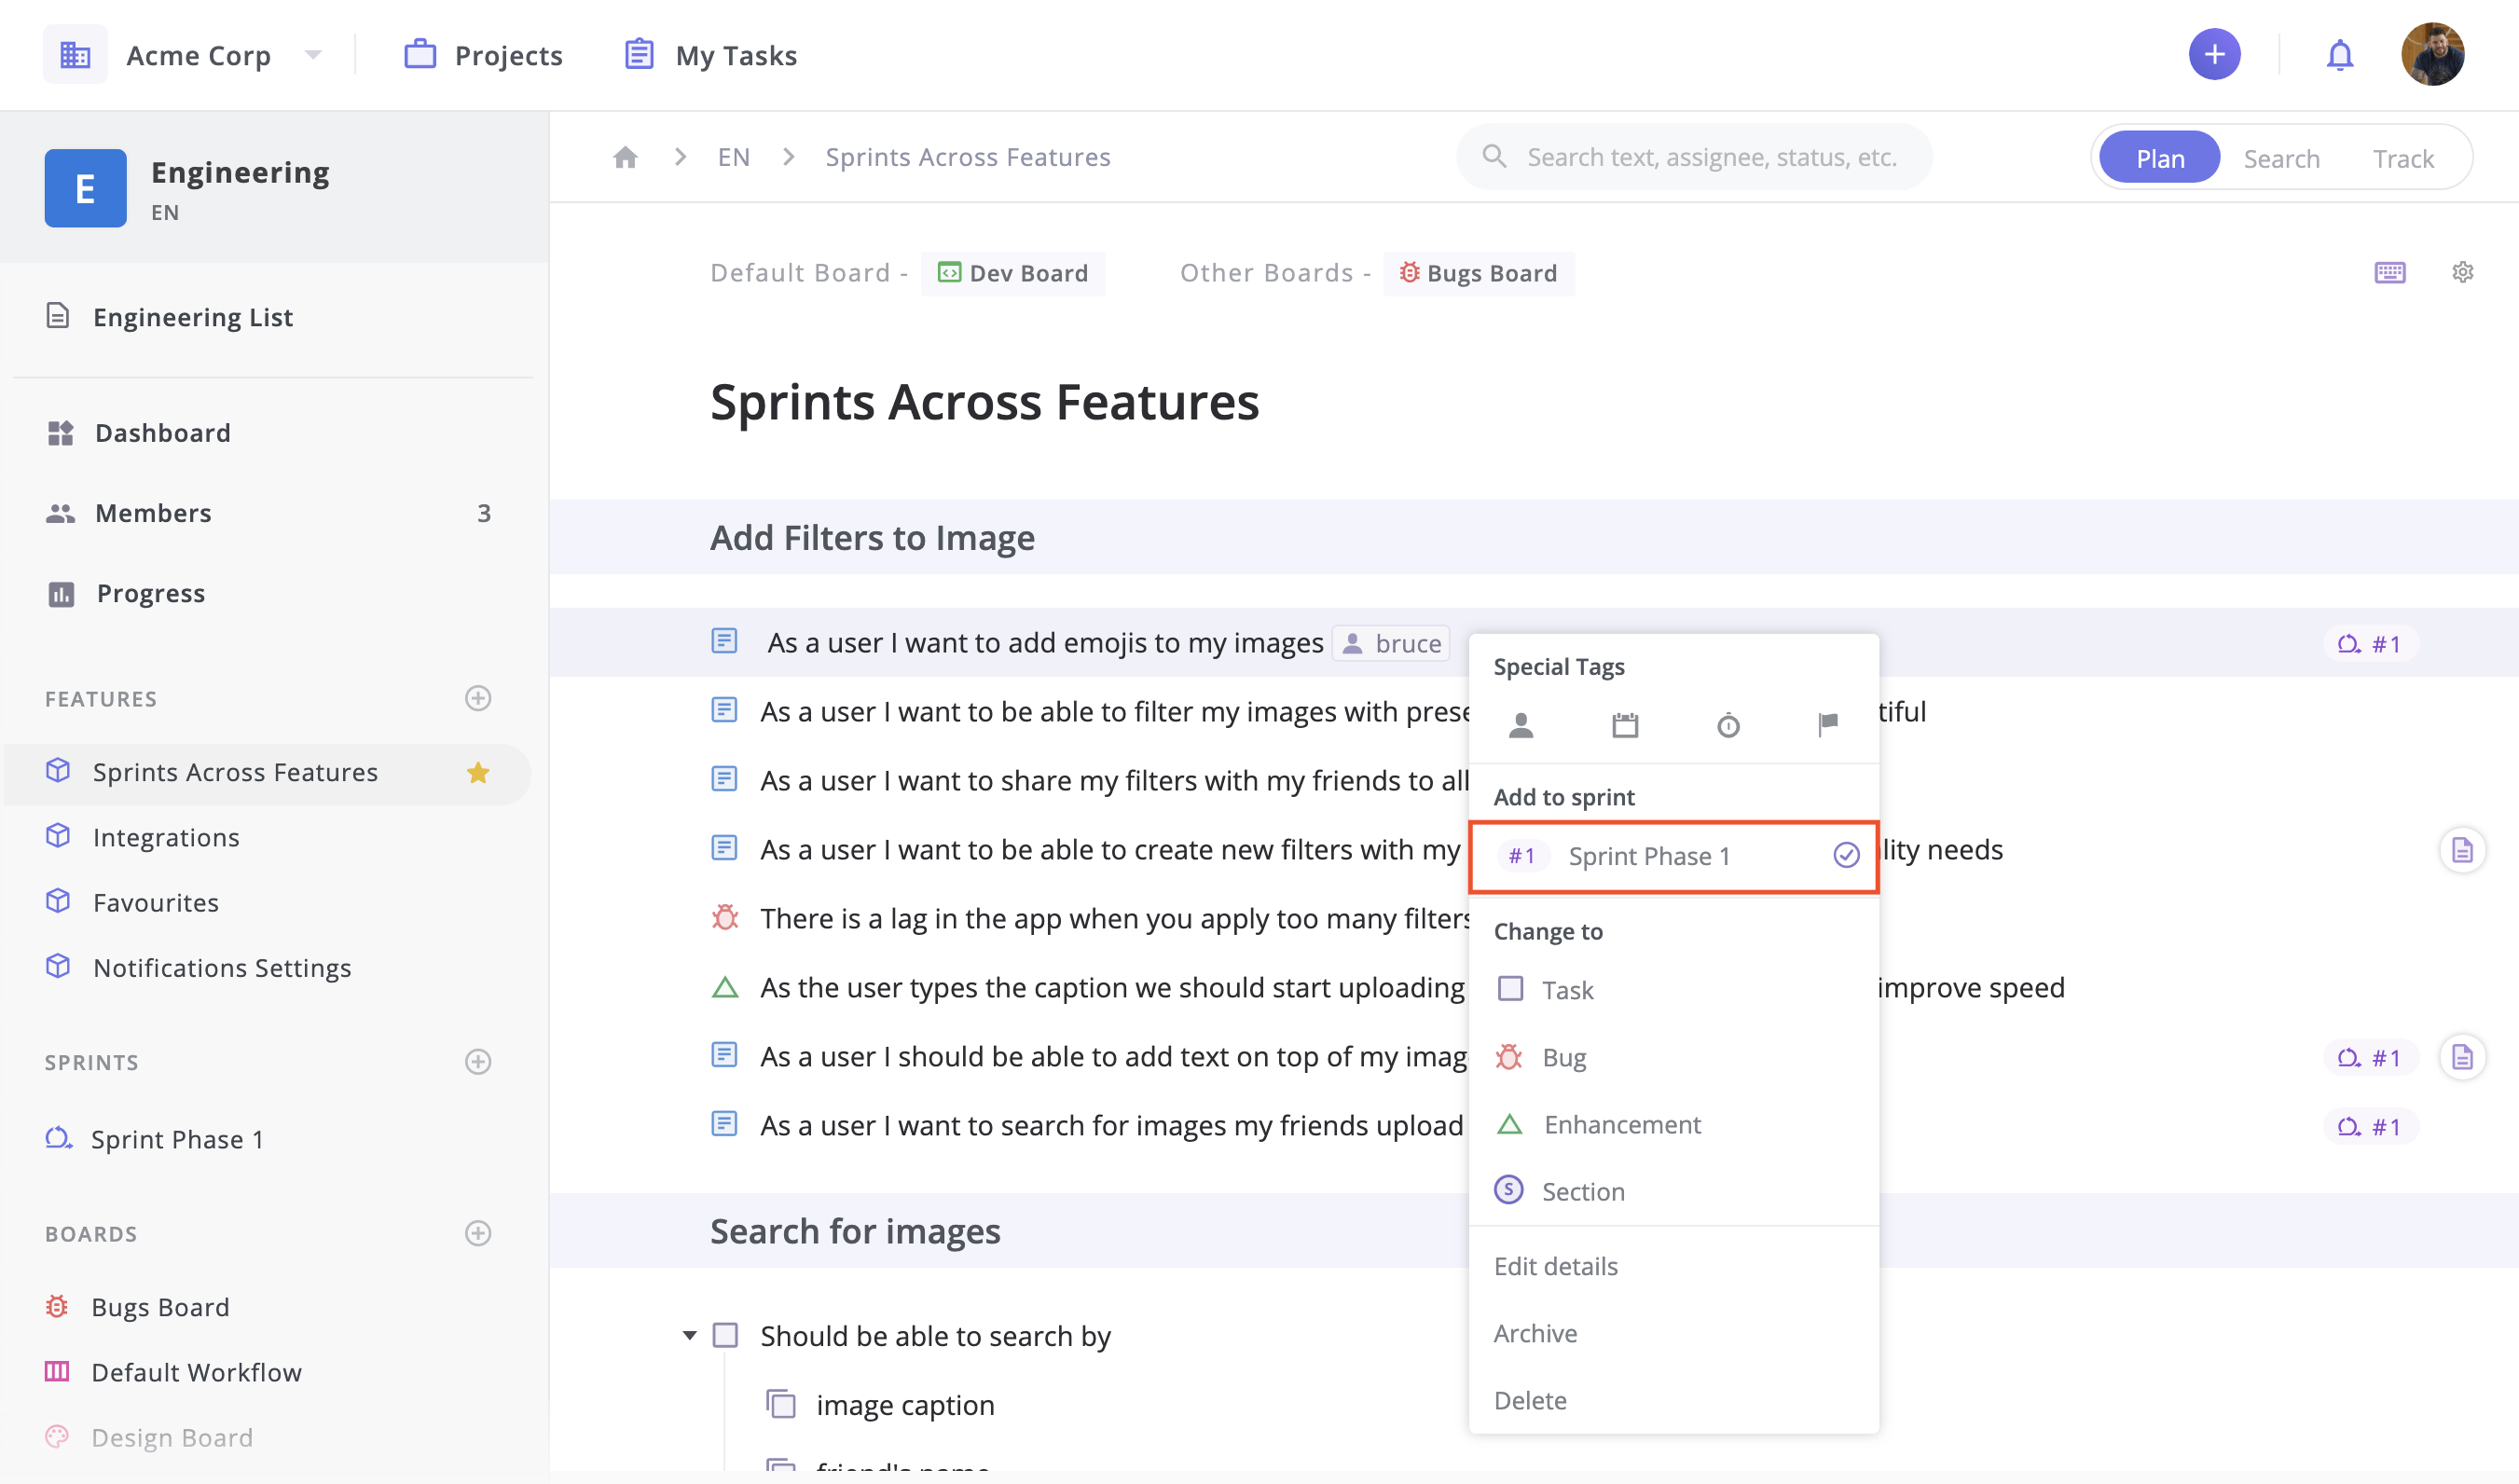 Acme Corp
Projects
My Tasks
E
Engineering
EN
Engineering List
Dashboard
Members 3
Progress
FEATURES
Sprints Across Features
Integrations
Favourites
Notifications Settings
SPRINTS
Sprint Phase 1
BOARDS
Bugs Board
Default Workflow
Design Board
EN
Sprints Across Features
Search text, assignee, status, etc.
Plan
Search
Track
Default Board - Dev Board
Other Boards - Bugs Board
Sprints Across Features
Add Filters to Image
As a user I want to add emojis to my images bruce #1
As a user I want to be able to filter my images with prese tiful
As a user I want to share my filters with my friends to all
As a user I want to be able to create new filters with my lity needs
There is a lag in the app when you apply too many filters
As the user types the caption we should start uploading improve speed
As a user I should be able to add text on top of my imag #1
As a user I want to search for images my friends upload #1
Search for images
Should be able to search by
image caption
friend's name
Special Tags
Add to sprint
#1 Sprint Phase 1
Change to
Task
Bug
Enhancement
S Section
Edit details
Archive
Delete